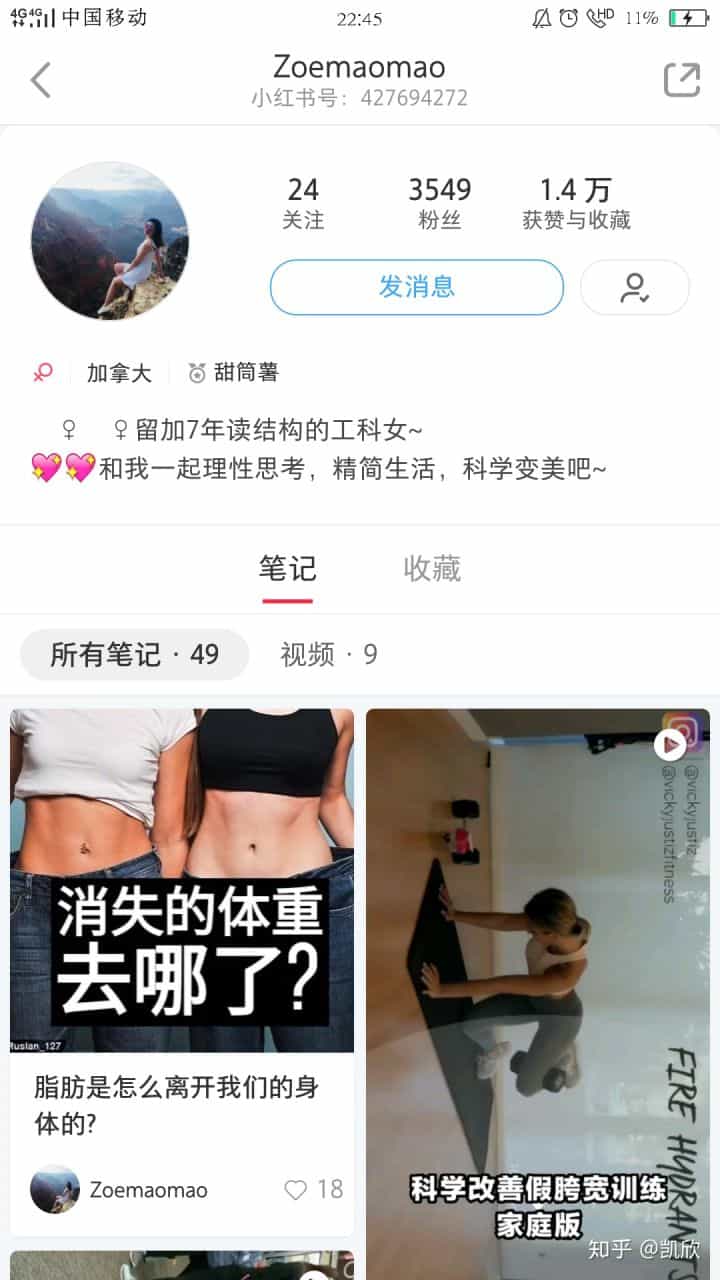 4G 4G 中国移动 22:45 HD 11%
Zoemaomao
小红书号：427694272
24 3549 1.4 万
关注 粉丝 获赞与收藏
发消息
加拿大 甜筒薯
♀ ♀留加7年读结构的工科女~
💖💖和我一起理性思考，精简生活，科学变美吧~
笔记 收藏
所有笔记 · 49 视频 · 9
消失的体重
去哪了?
Ruslan_127
脂肪是怎么离开我们的身
体的?
Zoemaomao 18
@vickyjustiz
@vickyjustizfitness
FIRE HYDRANTS
科学改善假胯宽训练
家庭版
知乎 @凯欣